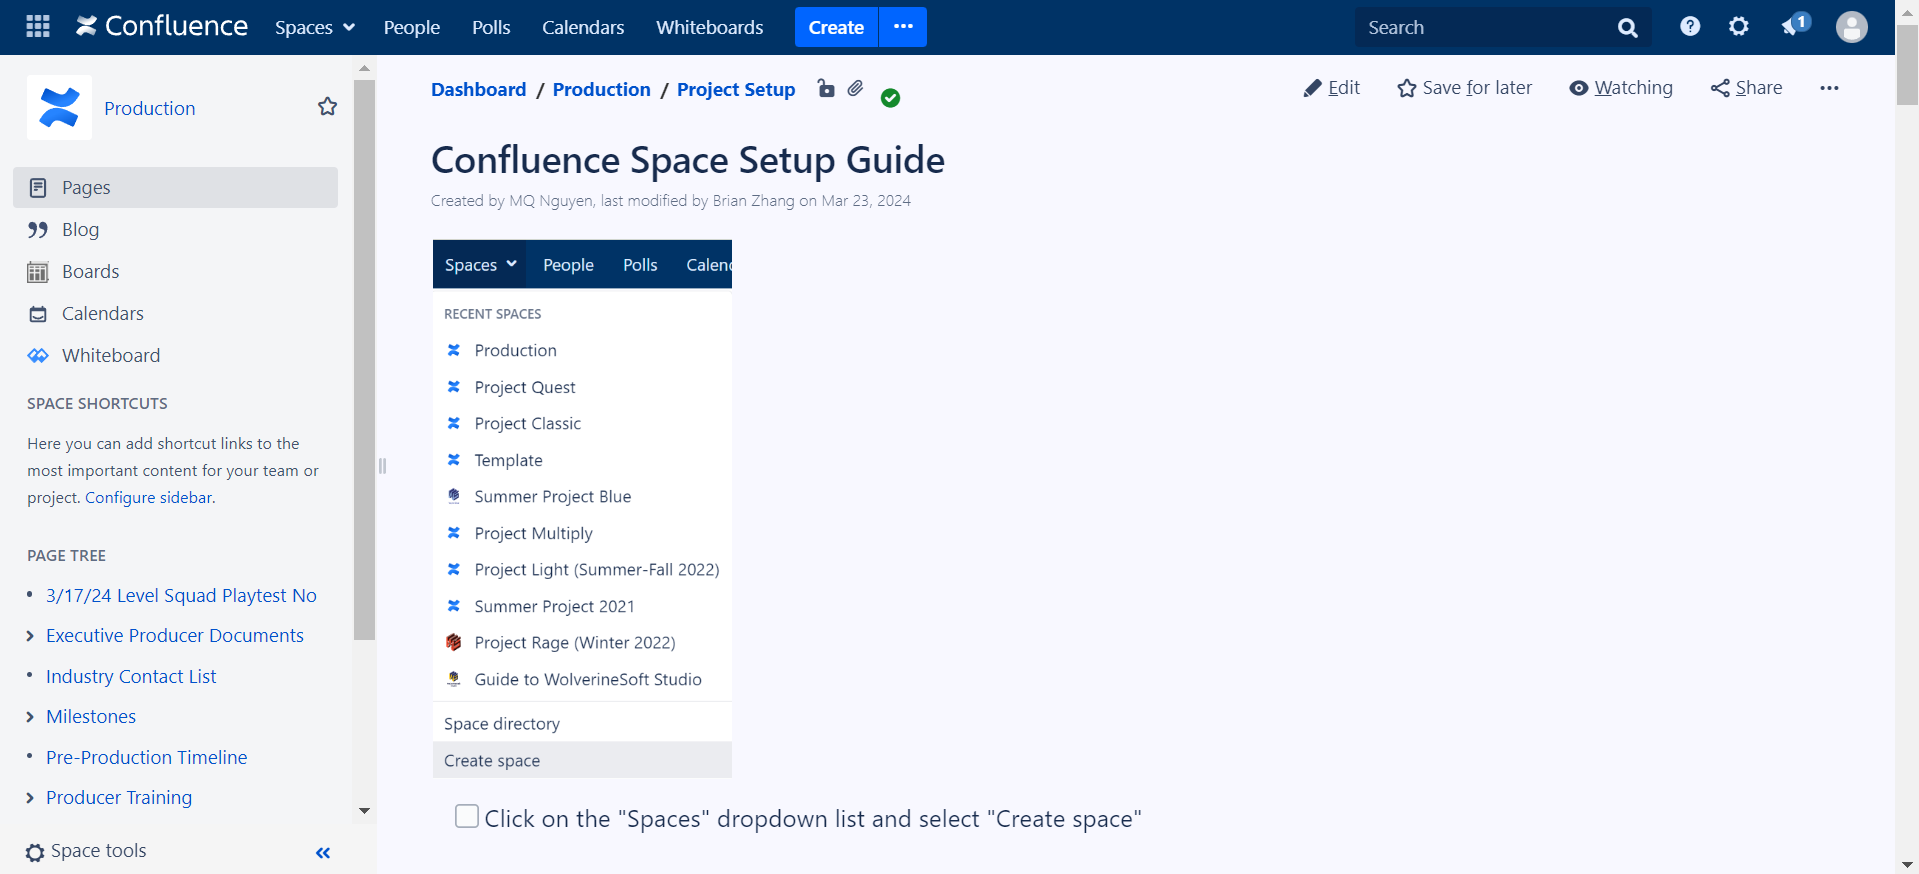 Confluence Spaces People Polls Calendars Whiteboards Create Search 1
Production
Pages
Blog
Boards
Calendars
Whiteboard
SPACE SHORTCUTS
Here you can add shortcut links to the
most important content for your team or
project. Configure sidebar.
PAGE TREE
3/17/24 Level Squad Playtest No
Executive Producer Documents
Industry Contact List
Milestones
Pre-Production Timeline
Producer Training
Space tools
Dashboard / Production / Project Setup
Edit Save for later Watching Share
Confluence Space Setup Guide
Created by MQ Nguyen, last modified by Brian Zhang on Mar 23, 2024
Spaces People Polls Calend
RECENT SPACES
Production
Project Quest
Project Classic
Template
Summer Project Blue
Project Multiply
Project Light (Summer-Fall 2022)
Summer Project 2021
Project Rage (Winter 2022)
Guide to WolverineSoft Studio
Space directory
Create space
Click on the "Spaces" dropdown list and select "Create space"